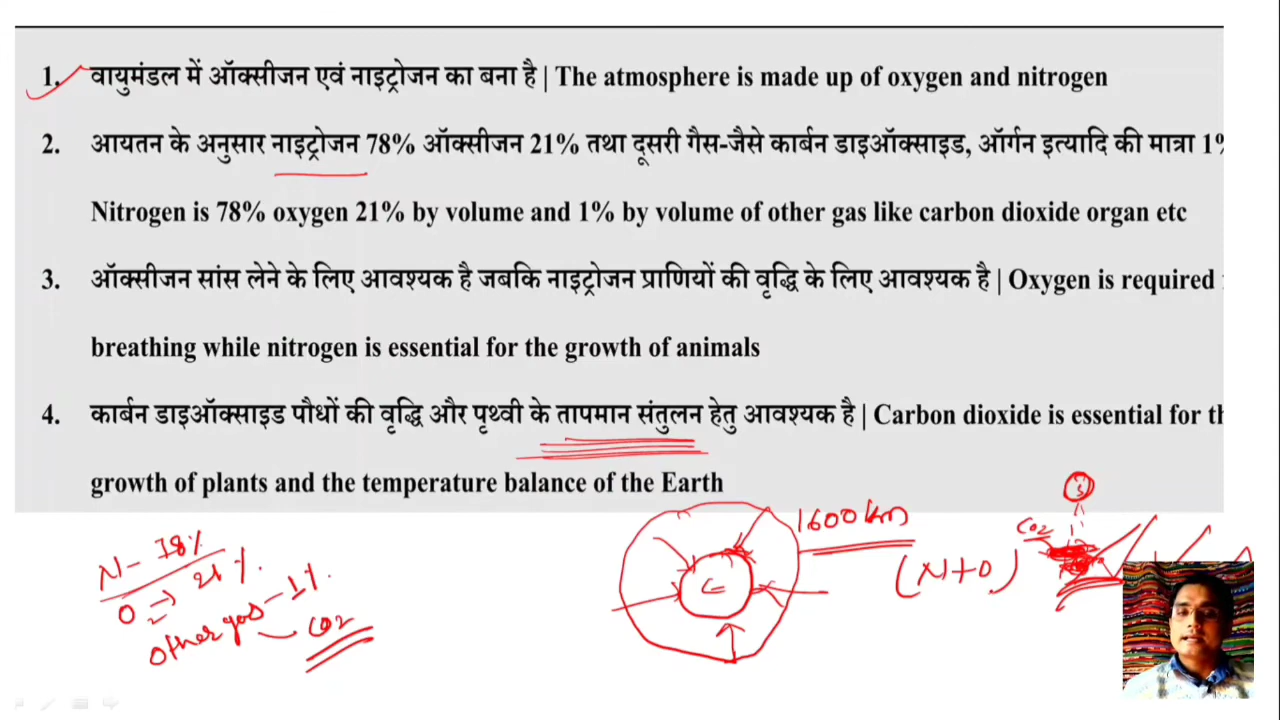 1. वायुमंडल में ऑक्सीजन एवं नाइट्रोजन का बना है | The atmosphere is made up of oxygen and nitrogen
2. आयतन के अनुसार नाइट्रोजन 78% ऑक्सीजन 21% तथा दूसरी गैस-जैसे कार्बन डाइऑक्साइड, ऑर्गन इत्यादि की मात्रा 1%
Nitrogen is 78% oxygen 21% by volume and 1% by volume of other gas like carbon dioxide organ etc
3. ऑक्सीजन सांस लेने के लिए आवश्यक है जबकि नाइट्रोजन प्राणियों की वृद्धि के लिए आवश्यक है | Oxygen is required
breathing while nitrogen is essential for the growth of animals
4. कार्बन डाइऑक्साइड पौधों की वृद्धि और पृथ्वी के तापमान संतुलन हेतु आवश्यक है | Carbon dioxide is essential for th
growth of plants and the temperature balance of the Earth
S
1600 km
CO2
N - 78%
(N+O)
O2 => 21 %.
G
Other gas - 1%.
CO2